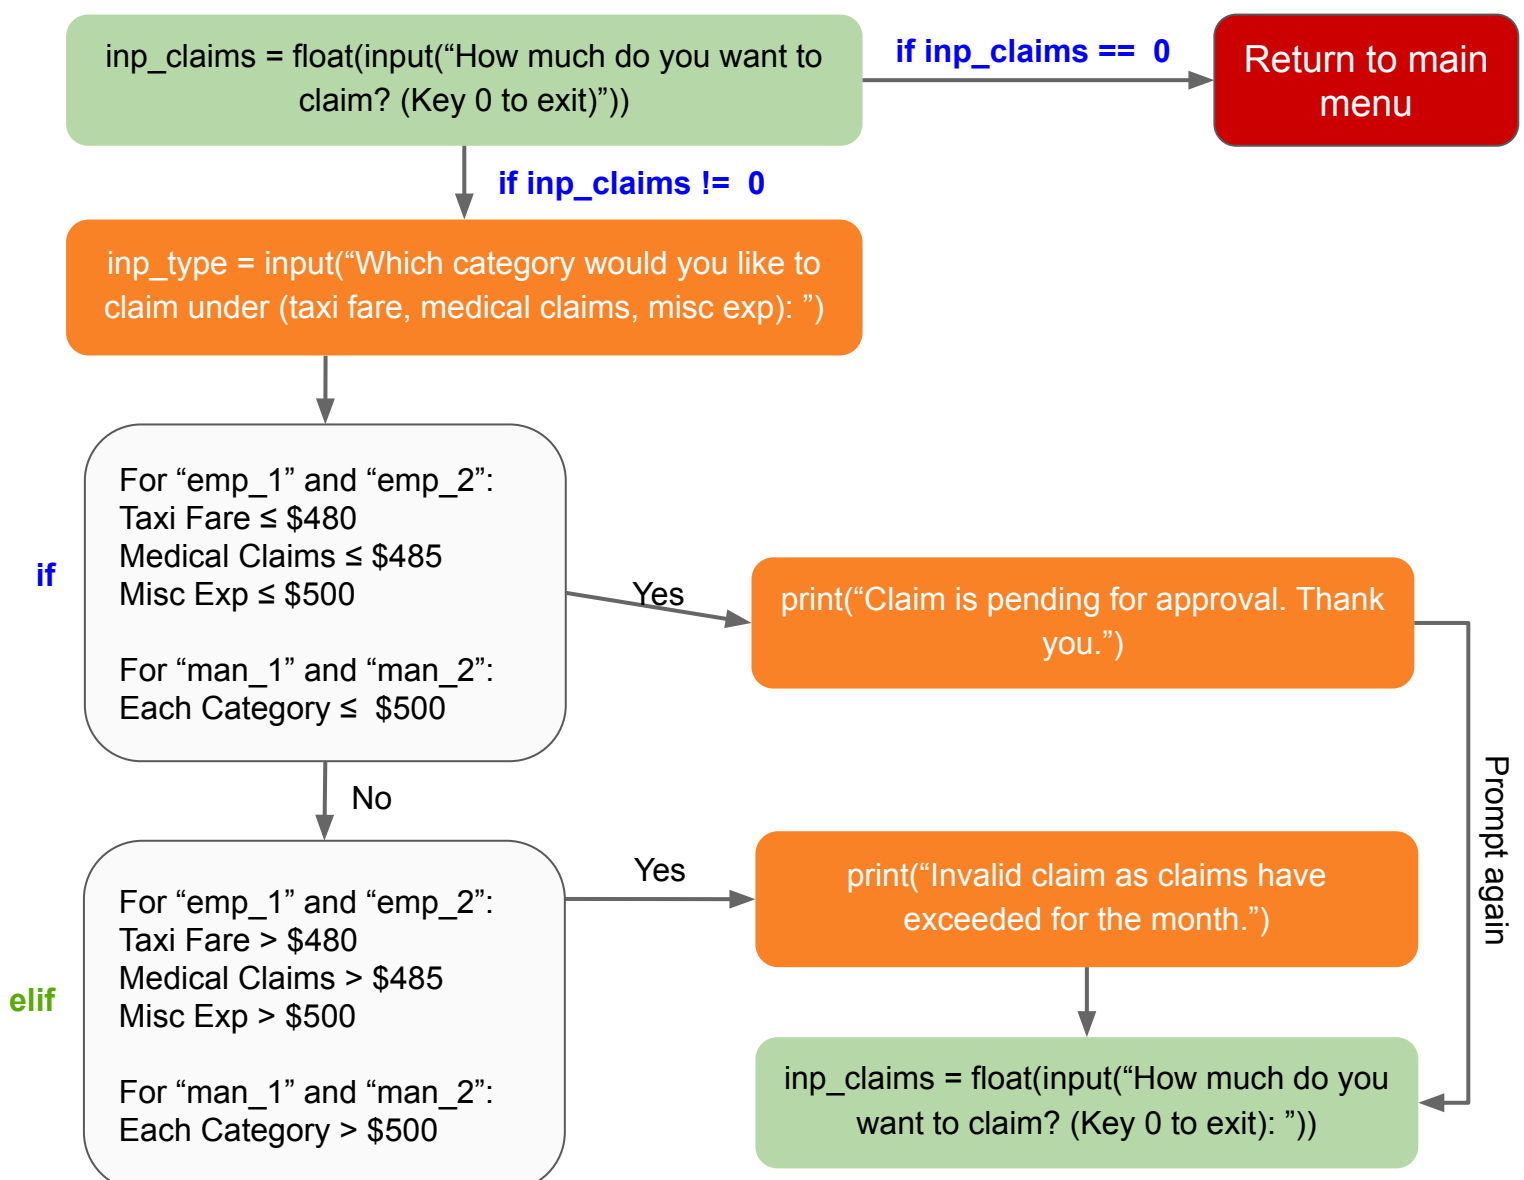 inp_claims = float(input(“How much do you want to
claim? (Key 0 to exit)”))
if inp_claims ==  0
Return to main
menu
if inp_claims !=  0
inp_type = input(“Which category would you like to
claim under (taxi fare, medical claims, misc exp): ”)
if
For “emp_1” and “emp_2”:
Taxi Fare ≤ $480
Medical Claims ≤ $485
Misc Exp ≤ $500
For “man_1” and “man_2”:
Each Category ≤  $500
Yes
print(“Claim is pending for approval. Thank
you.”)
Prompt again
No
elif
For “emp_1” and “emp_2”:
Taxi Fare > $480
Medical Claims > $485
Misc Exp > $500
For “man_1” and “man_2”:
Each Category > $500
Yes
print(“Invalid claim as claims have
exceeded for the month.”)
inp_claims = float(input(“How much do you
want to claim? (Key 0 to exit): ”))